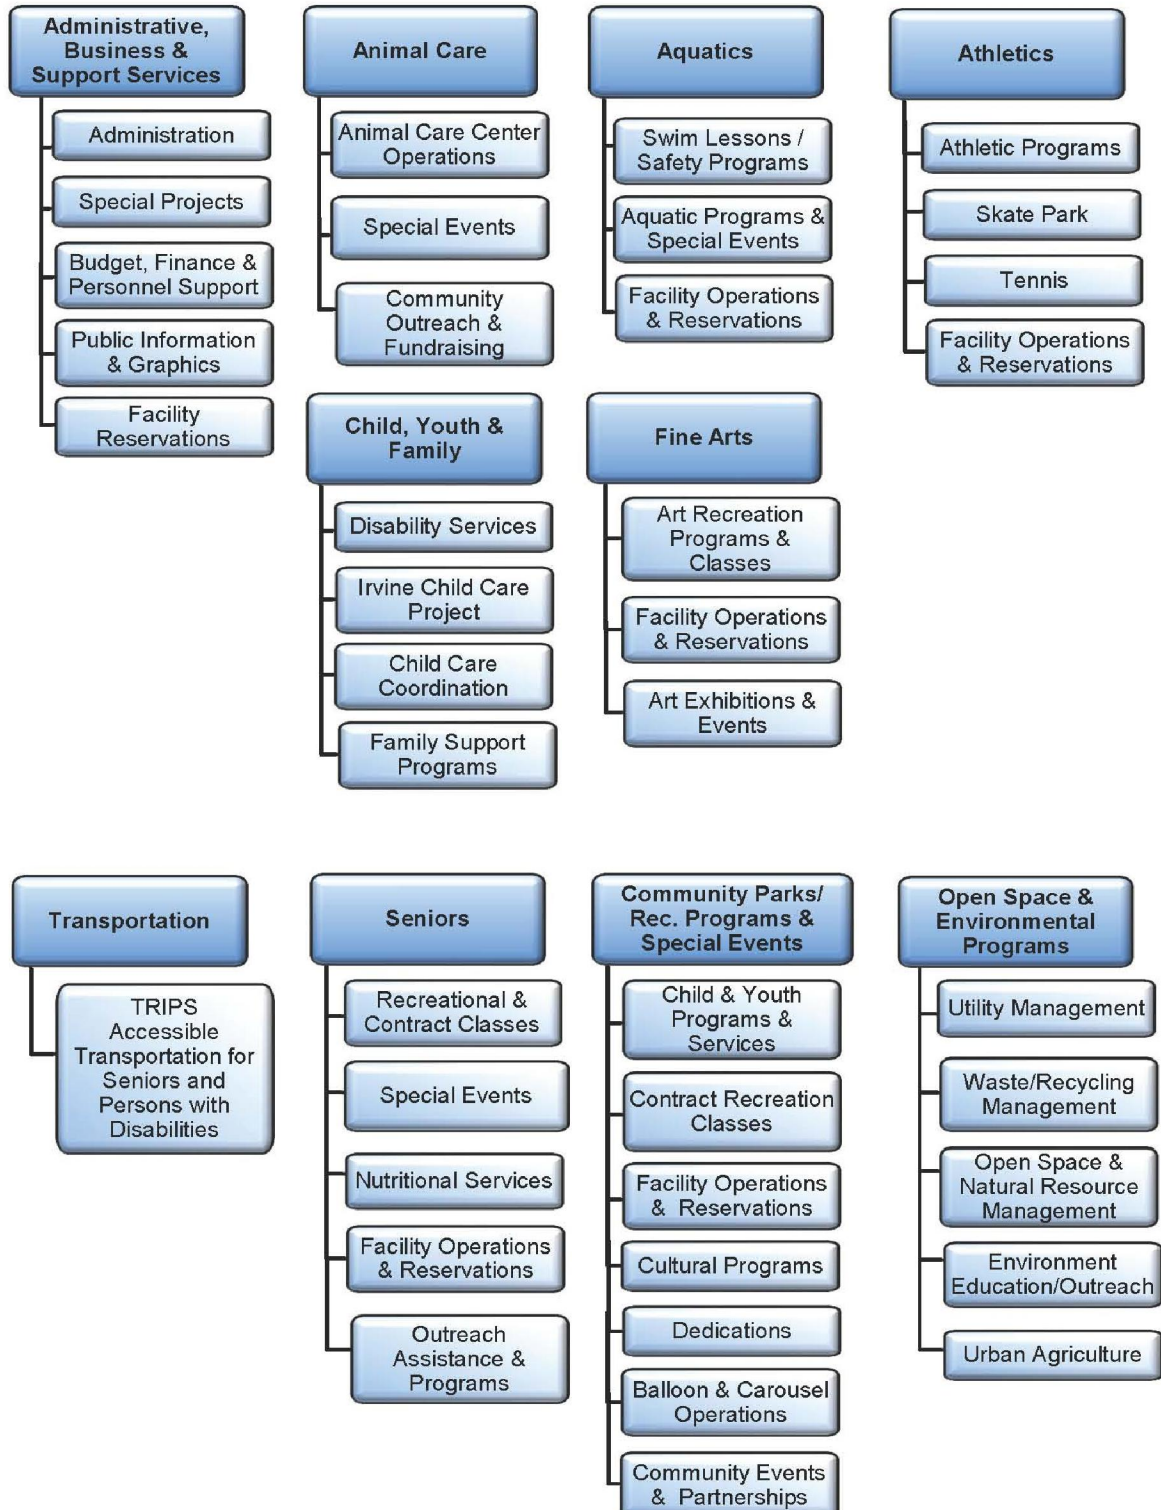 Administrative,
Business &
Support Services
Administration
Special Projects
Budget, Finance &
Personnel Support
Public Information
& Graphics
Facility
Reservations
Animal Care
Animal Care Center
Operations
Special Events
Community
Outreach &
Fundraising
Aquatics
Swim Lessons /
Safety Programs
Aquatic Programs &
Special Events
Facility Operations
& Reservations
Athletics
Athletic Programs
Skate Park
Tennis
Facility Operations
& Reservations
Child, Youth &
Family
Disability Services
Irvine Child Care
Project
Child Care
Coordination
Family Support
Programs
Fine Arts
Art Recreation
Programs &
Classes
Facility Operations
& Reservations
Art Exhibitions &
Events
Transportation
TRIPS
Accessible
Transportation for
Seniors and
Persons with
Disabilities
Seniors
Recreational &
Contract Classes
Special Events
Nutritional Services
Facility Operations
& Reservations
Outreach
Assistance &
Programs
Community Parks/
Rec. Programs &
Special Events
Child & Youth
Programs &
Services
Contract Recreation
Classes
Facility Operations
& Reservations
Cultural Programs
Dedications
Balloon & Carousel
Operations
Community Events
& Partnerships
Open Space &
Environmental
Programs
Utility Management
Waste/Recycling
Management
Open Space &
Natural Resource
Management
Environment
Education/Outreach
Urban Agriculture